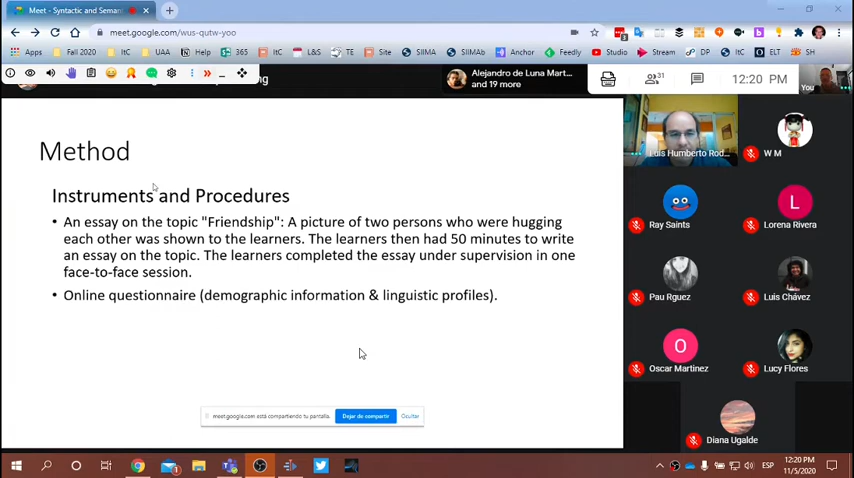 Meet - Syntactic and Semant
meet.google.com/wus-qutw-yoo
Apps Fall 2020 ItC UAA Help 365 ItC L&S TE Site SIIMA SIIMAb Anchor Feedly Studio Stream DP ItC ELT SH
Alejandro de Luna Mart...
and 19 more
31
12:20 PM
You
Method
Instruments and Procedures
• An essay on the topic "Friendship": A picture of two persons who were hugging
each other was shown to the learners. The learners then had 50 minutes to write
an essay on the topic. The learners completed the essay under supervision in one
face-to-face session.
• Online questionnaire (demographic information & linguistic profiles).
meet.google.com está compartiendo tu pantalla.
Dejar de compartir
Ocultar
Luis Humberto Rod...
W M
Ray Saints
L
Lorena Rivera
Pau Rguez
Luis Chávez
O
Oscar Martinez
Lucy Flores
Diana Ugalde
ESP
12:20 PM
11/5/2020